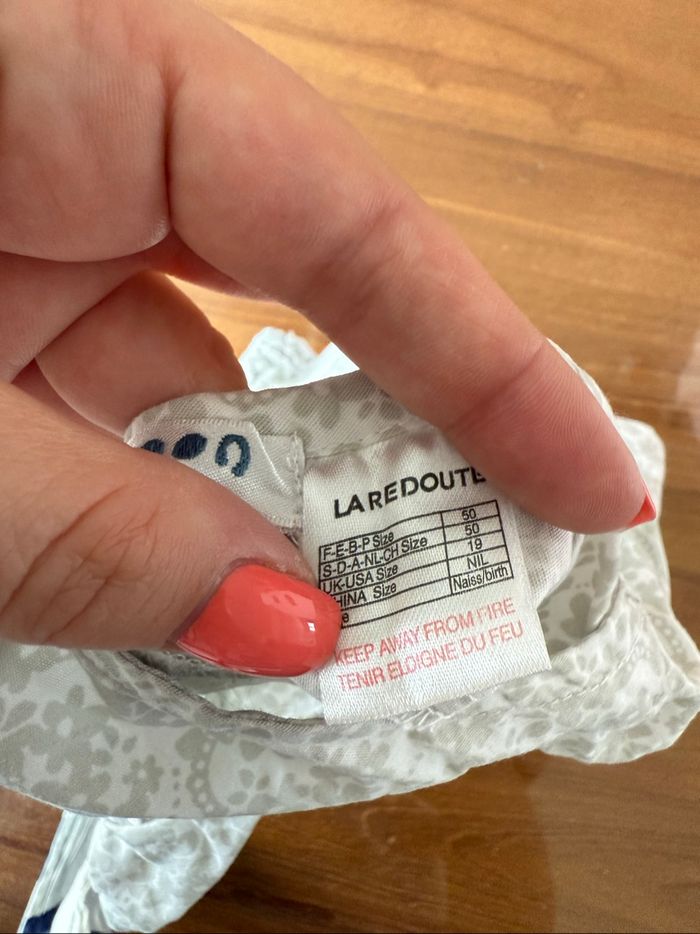 LA REDOUTE
F-E-B-P Size 50
S-D-A-NL-CH Size 50
UK-USA Size 19
HINA Size NIL
e Naiss/birth
KEEP AWAY FROM FIRE
TENIR ELOIGNE DU FEU